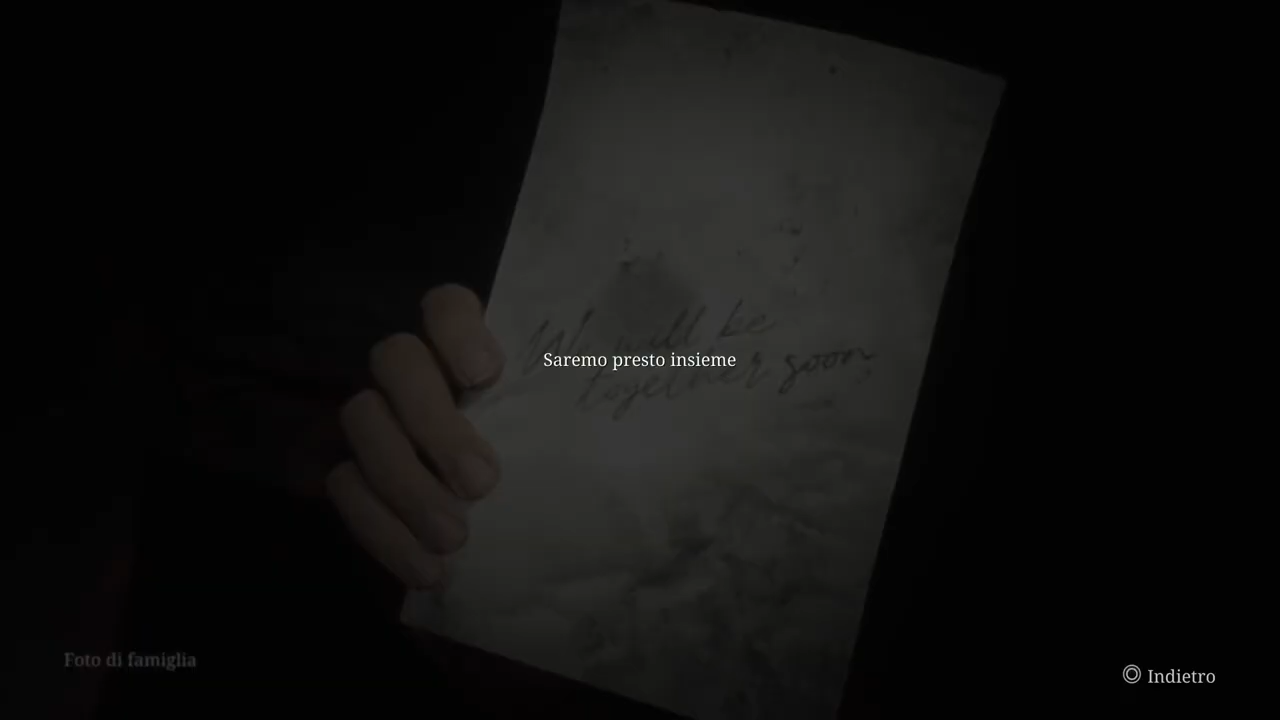 We will be
together soon
Saremo presto insieme
Foto di famiglia
Indietro